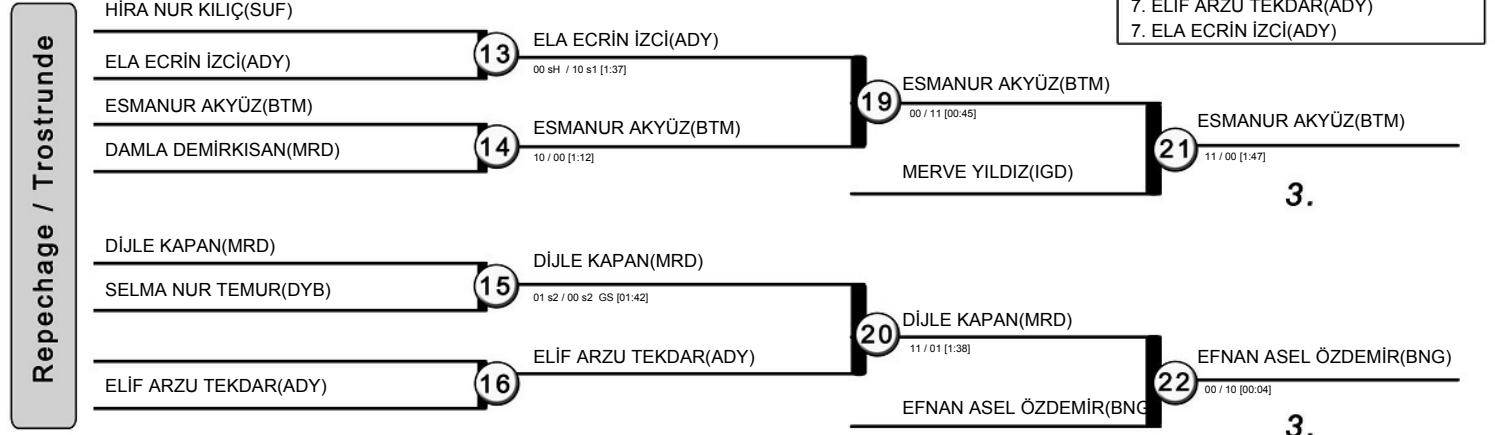 HİRA NUR KILIÇ(SUF)
7. ELİF ARZU TEKDAR(ADY)
7. ELA ECRİN İZCİ(ADY)
Repechage / Trostrunde
ELA ECRİN İZCİ(ADY)
13
ELA ECRİN İZCİ(ADY)
00 sH / 10 s1 [1:37]
ESMANUR AKYÜZ(BTM)
DAMLA DEMİRKISAN(MRD)
14
ESMANUR AKYÜZ(BTM)
10 / 00 [1:12]
19
ESMANUR AKYÜZ(BTM)
00 / 11 [00:45]
MERVE YILDIZ(IGD)
21
ESMANUR AKYÜZ(BTM)
11 / 00 [1:47]
3.
DİJLE KAPAN(MRD)
SELMA NUR TEMUR(DYB)
15
DİJLE KAPAN(MRD)
01 s2 / 00 s2 GS [01:42]
ELİF ARZU TEKDAR(ADY)
16
ELİF ARZU TEKDAR(ADY)
20
DİJLE KAPAN(MRD)
11 / 01 [1:38]
EFNAN ASEL ÖZDEMİR(BNG
22
EFNAN ASEL ÖZDEMİR(BNG)
00 / 10 [00:04]
3.